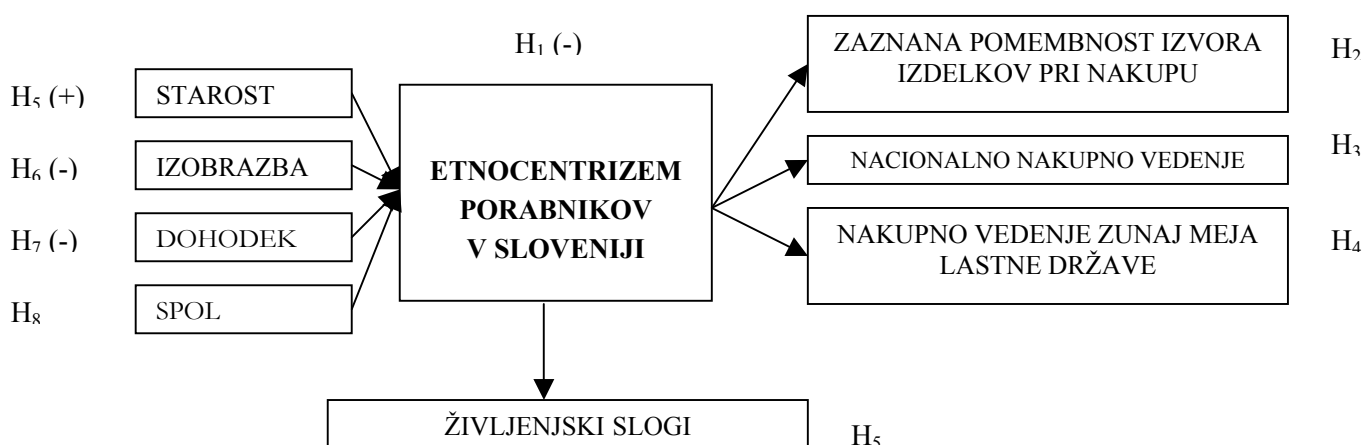 H₁ (-)
ZAZNANA POMEMBNOST IZVORA
IZDELKOV PRI NAKUPU
H₂
H₅ (+)
STAROST
H₆ (-)
IZOBRAZBA
ETNOCENTRIZEM
PORABNIKOV
V SLOVENIJI
NACIONALNO NAKUPNO VEDENJE
H₃
H₇ (-)
DOHODEK
NAKUPNO VEDENJE ZUNAJ MEJA
LASTNE DRŽAVE
H₄
H₈
SPOL
ŽIVLJENJSKI SLOGI
H₅